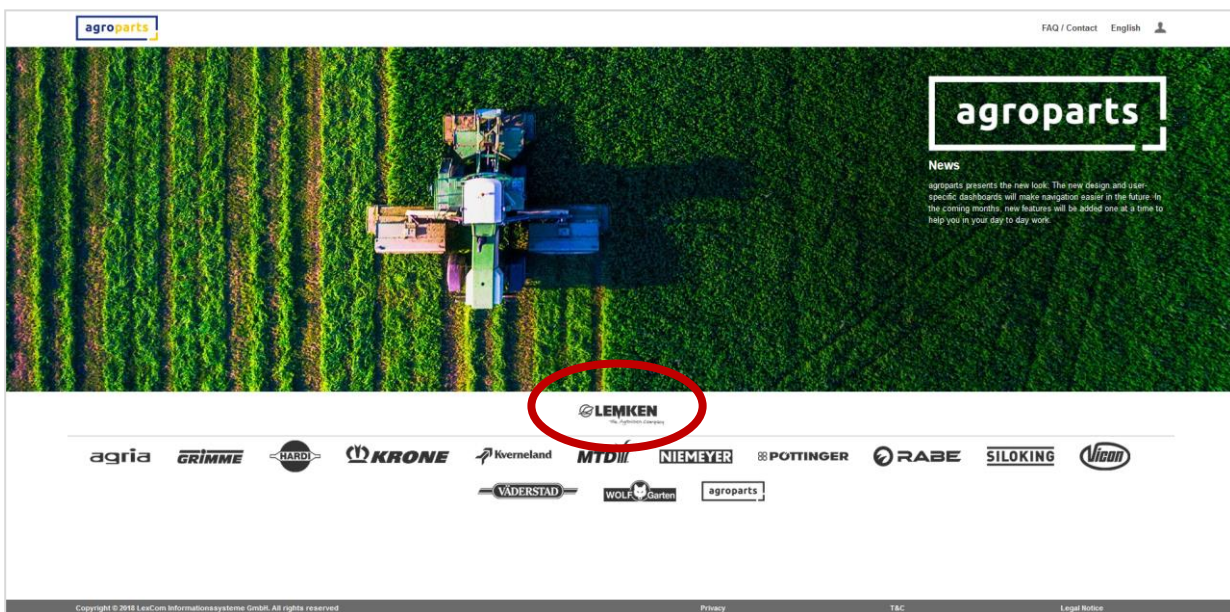 agroparts
FAQ / Contact English
agroparts
News
agroparts presents the new look: The new design and user-
specific dashboards will make navigation easier in the future. In
the coming months, new features will be added one at a time to
help you in your day to day work.
LEMKEN
The Agrovision Company
agria GRIMME HARDI KRONE Kverneland MTD NIEMEYER PÖTTINGER RABE SILOKING Vicon
VÄDERSTAD WOLF Garten agroparts
Copyright © 2018 LexCom Informationssysteme GmbH. All rights reserved Privacy T&C Legal Notice